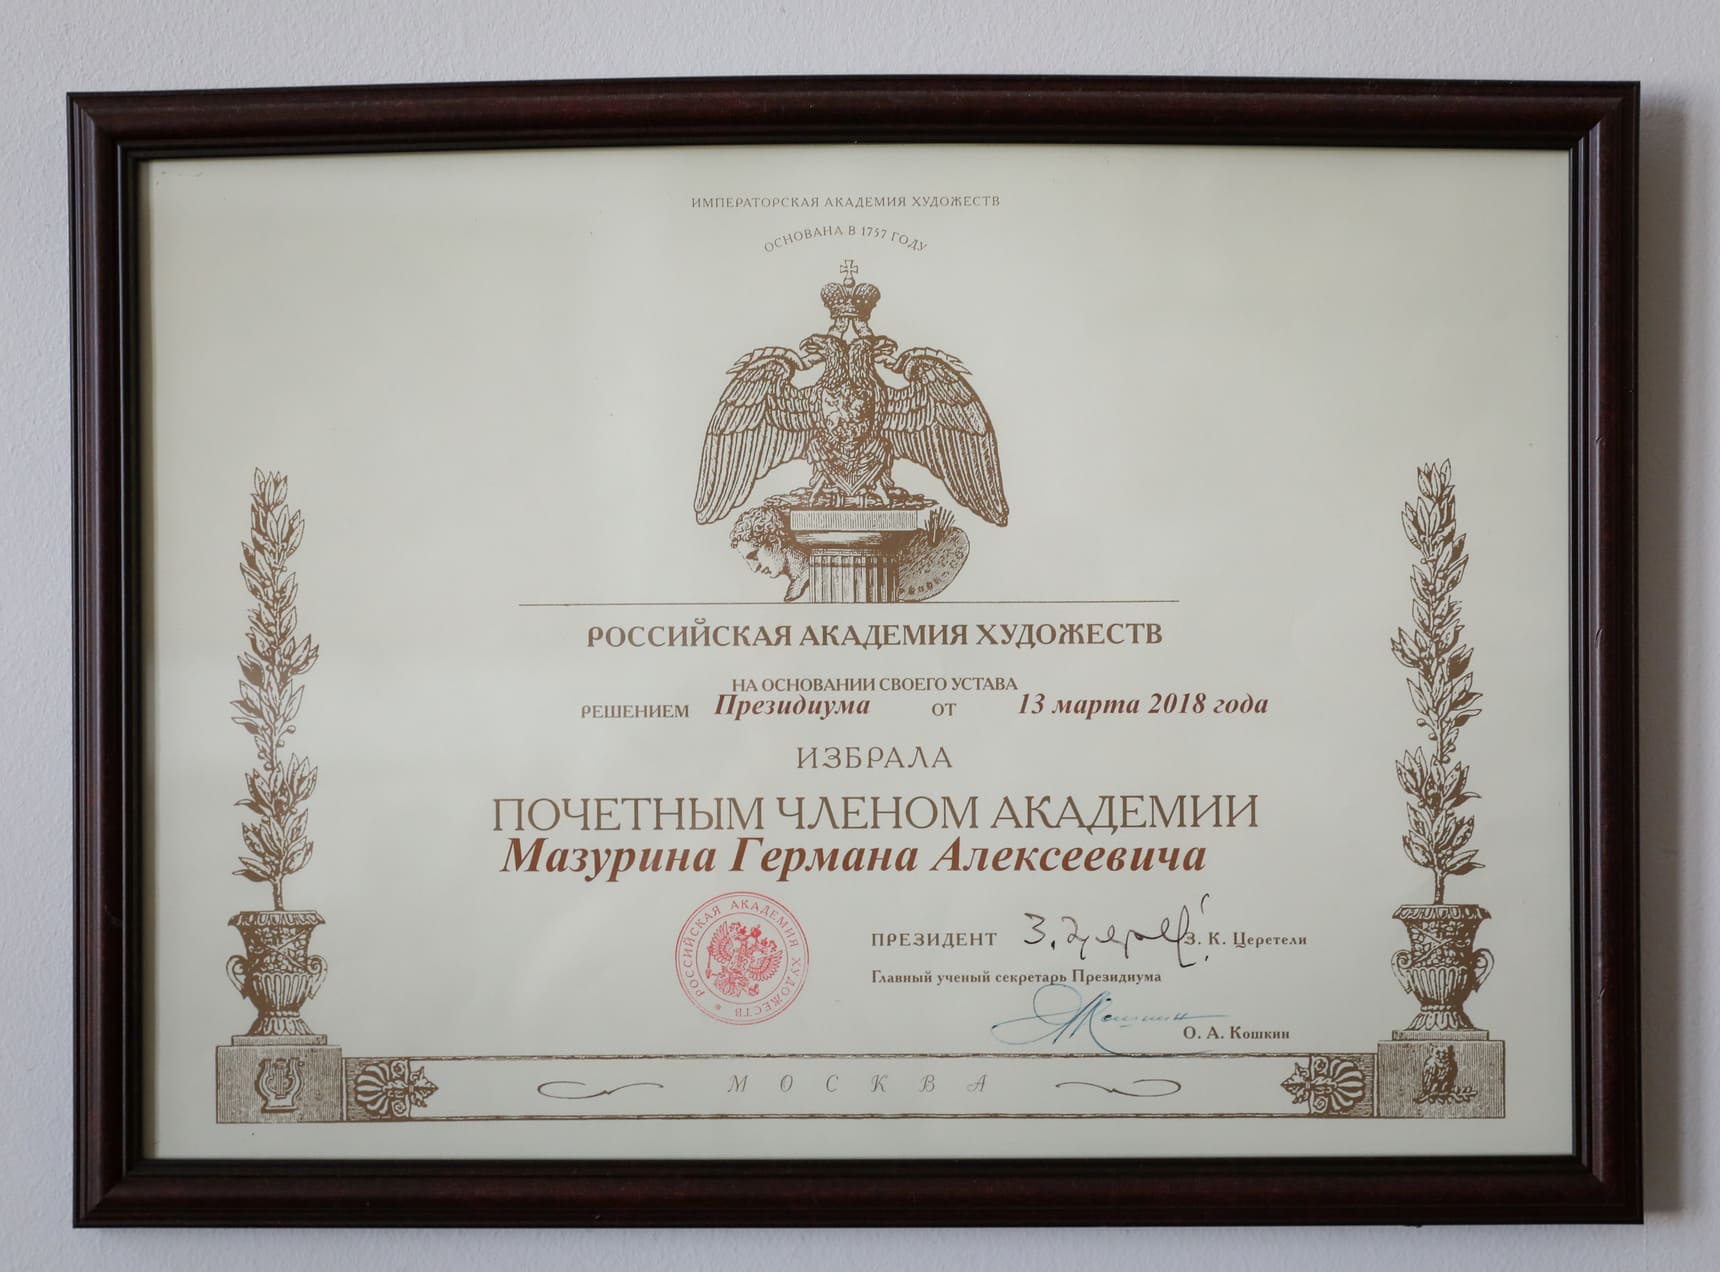 ИМПЕРАТОРСКАЯ АКАДЕМИЯ ХУДОЖЕСТВ
ОСНОВАНА В 1757 ГОДУ
РОССИЙСКАЯ АКАДЕМИЯ ХУДОЖЕСТВ
НА ОСНОВАНИИ СВОЕГО УСТАВА
РЕШЕНИЕМ Президиума ОТ 13 марта 2018 года
ИЗБРАЛА
ПОЧЕТНЫМ ЧЛЕНОМ АКАДЕМИИ
Мазурина Германа Алексеевича
РОССИЙСКАЯ АКАДЕМИЯ ХУДОЖЕСТВ
ПРЕЗИДЕНТ З. К. Церетели
Главный ученый секретарь Президиума
О. А. Кошкин
МОСКВА